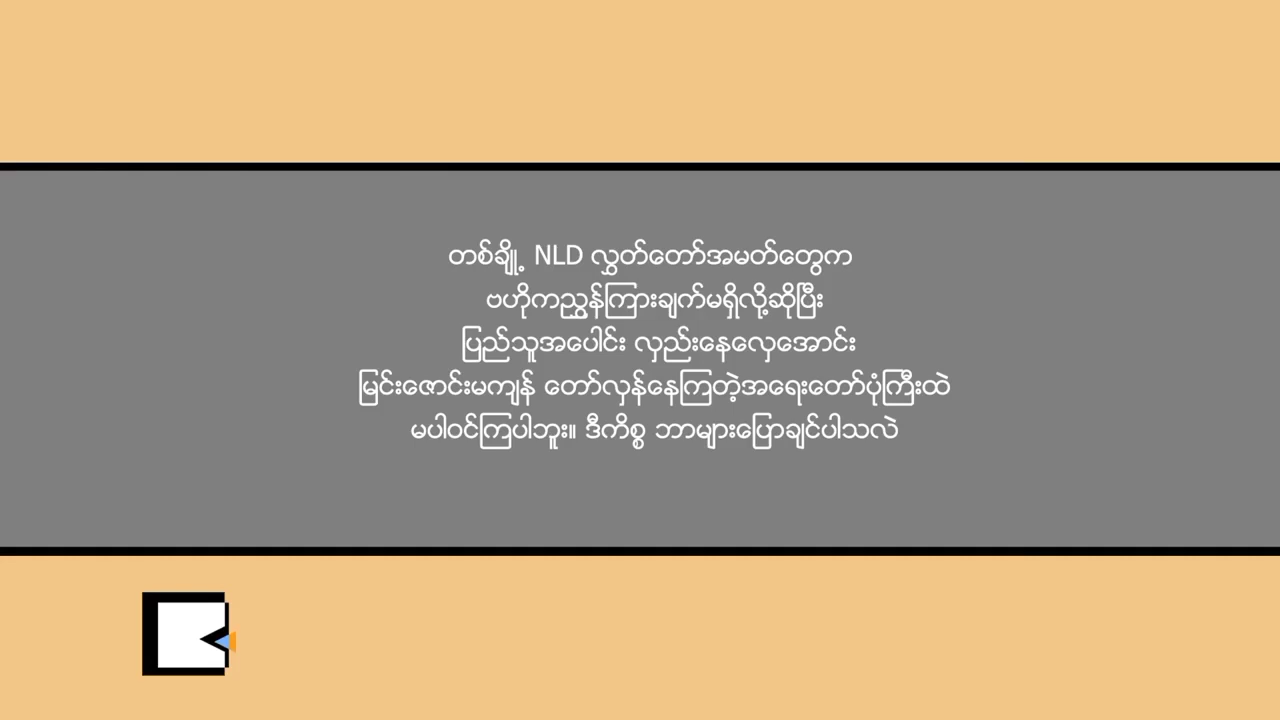 တစ်ချို့ NLD လွှတ်တော်အမတ်တွေက
ဗဟိုကညွှန်ကြားချက်မရှိလို့ဆိုပြီး
ပြည်သူအပေါင်း လှည်းနေလှေအောင်း
မြင်းဇောင်းမကျန် တော်လှန်နေကြတဲ့အရေးတော်ပုံကြီးထဲ
မပါဝင်ကြပါဘူး။ ဒီကိစ္စ ဘာများပြောချင်ပါသလဲ